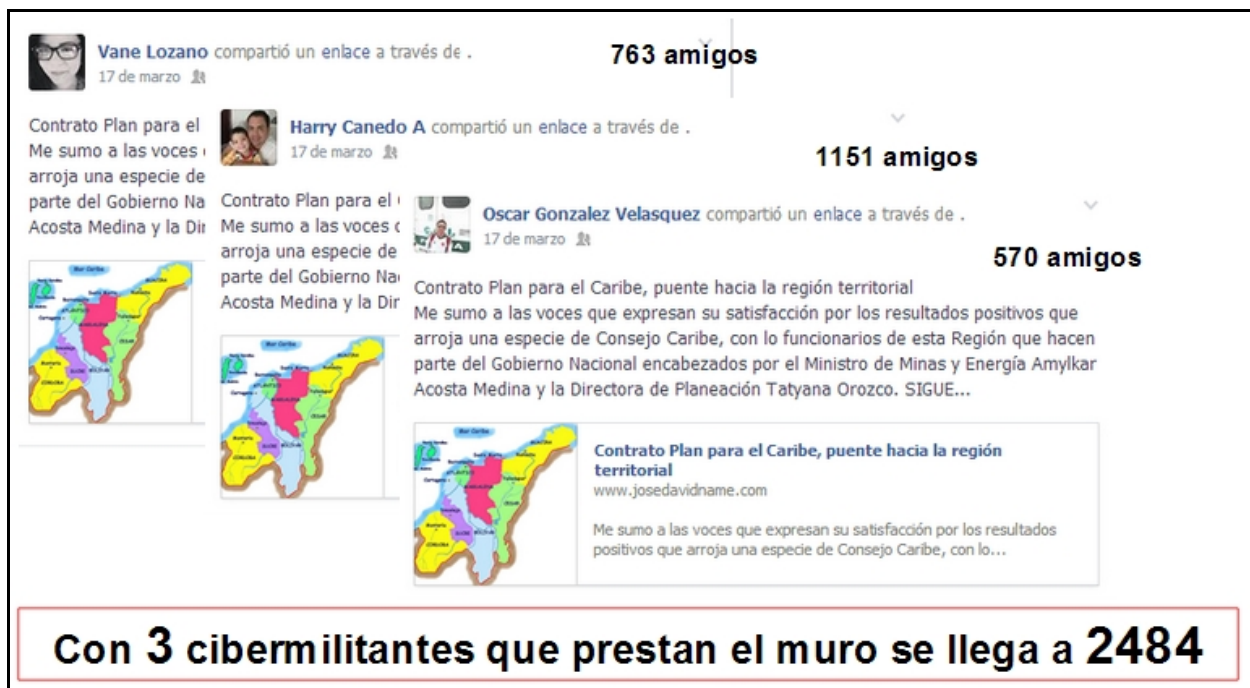 Vane Lozano compartió un enlace a través de .
17 de marzo
763 amigos
Contrato Plan para el
Me sumo a las voces
arroja una especie de
parte del Gobierno Na
Acosta Medina y la Dir
Mar Caribe
Harry Canedo A compartió un enlace a través de .
17 de marzo
1151 amigos
Contrato Plan para el
Me sumo a las voces
arroja una especie de
parte del Gobierno Na
Acosta Medina y la Dir
Oscar Gonzalez Velasquez compartió un enlace a través de .
17 de marzo
570 amigos
Contrato Plan para el Caribe, puente hacia la región territorial
Me sumo a las voces que expresan su satisfacción por los resultados positivos que
arroja una especie de Consejo Caribe, con lo funcionarios de esta Región que hacen
parte del Gobierno Nacional encabezados por el Ministro de Minas y Energía Amylkar
Acosta Medina y la Directora de Planeación Tatyana Orozco. SIGUE...
Contrato Plan para el Caribe, puente hacia la región
territorial
www.josedavidname.com
Me sumo a las voces que expresan su satisfacción por los resultados
positivos que arroja una especie de Consejo Caribe, con lo...
Con 3 cibermilitantes que prestan el muro se llega a 2484